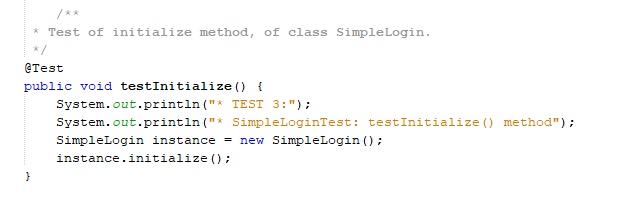 /**
* Test of initialize method, of class SimpleLogin.
*/
@Test
public void testInitialize() {
System.out.println("* TEST 3:");
System.out.println("* SimpleLoginTest: testInitialize() method");
SimpleLogin instance = new SimpleLogin();
instance.initialize();
}